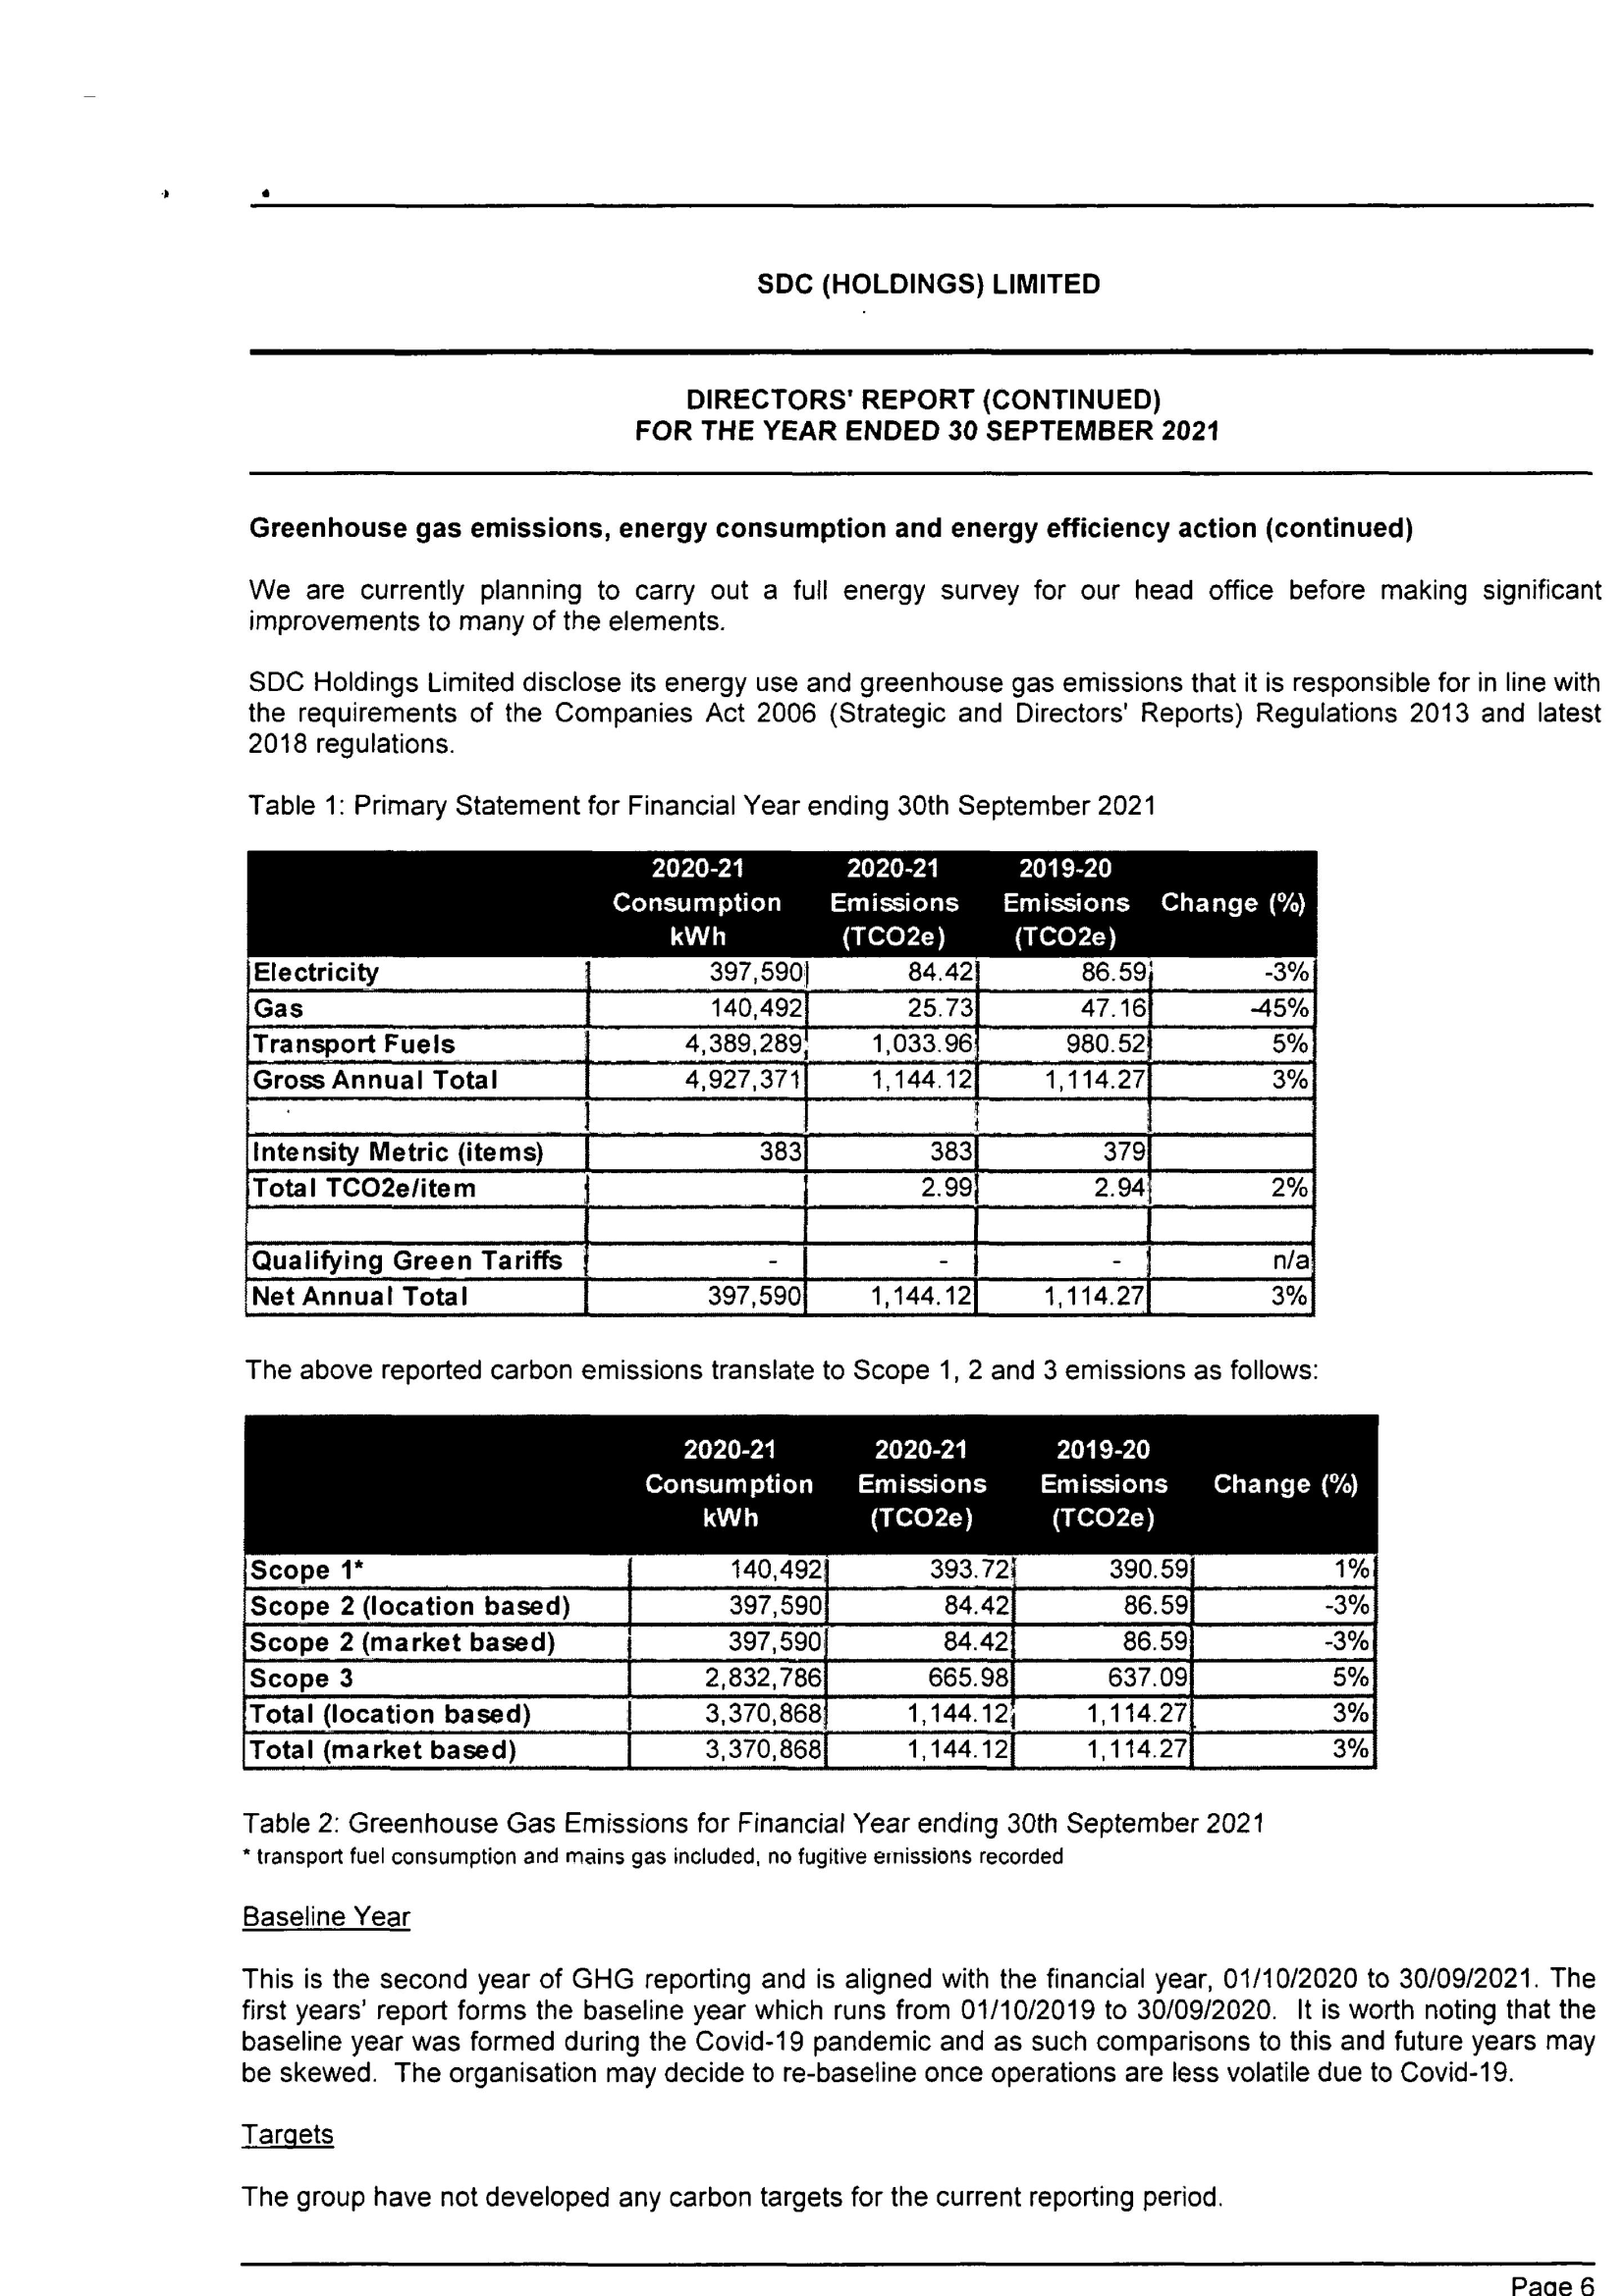 SDC (HOLDINGS) LIMITED
DIRECTORS' REPORT (CONTINUED)
FOR THE YEAR ENDED 30 SEPTEMBER 2021
Greenhouse gas emissions, energy consumption and energy efficiency action (continued)
We are currently planning to carry out a full energy survey for our head office before making significant
improvements to many of the elements.
SDC Holdings Limited disclose its energy use and greenhouse gas emissions that it is responsible for in line with
the requirements of the Companies Act 2006 (Strategic and Directors' Reports) Regulations 2013 and latest
2018 regulations.
Table 1: Primary Statement for Financial Year ending 30th September 2021
2020-21 2020-21 2019-20
Consumption Emissions Emissions Change (%)
kWh (TCO2e) (TCO2e)
Electricity 397,590 84.42 86.59 -3%
Gas 140,492 25.73 47.16 -45%
Transport Fuels 4,389,289 1,033.96 980.52 5%
Gross Annual Total 4,927,371 1,144.12 1,114.27 3%
Intensity Metric (items) 383 383 379
Total TCO2e/item 2.99 2.94 2%
Qualifying Green Tariffs - - - n/a
Net Annual Total 397,590 1,144.12 1,114.27 3%
The above reported carbon emissions translate to Scope 1, 2 and 3 emissions as follows:
2020-21 2020-21 2019-20
Consumption Emissions Emissions Change (%)
kWh (TCO2e) (TCO2e)
Scope 1* 140,492 393.72 390.59 1%
Scope 2 (location based) 397,590 84.42 86.59 -3%
Scope 2 (market based) 397,590 84.42 86.59 -3%
Scope 3 2,832,786 665.98 637.09 5%
Total (location based) 3,370,868 1,144.12 1,114.27 3%
Total (market based) 3,370,868 1,144.12 1,114.27 3%
Table 2: Greenhouse Gas Emissions for Financial Year ending 30th September 2021
* transport fuel consumption and mains gas included, no fugitive emissions recorded
Baseline Year
This is the second year of GHG reporting and is aligned with the financial year, 01/10/2020 to 30/09/2021. The
first years' report forms the baseline year which runs from 01/10/2019 to 30/09/2020. It is worth noting that the
baseline year was formed during the Covid-19 pandemic and as such comparisons to this and future years may
be skewed. The organisation may decide to re-baseline once operations are less volatile due to Covid-19.
Targets
The group have not developed any carbon targets for the current reporting period.
Page 6